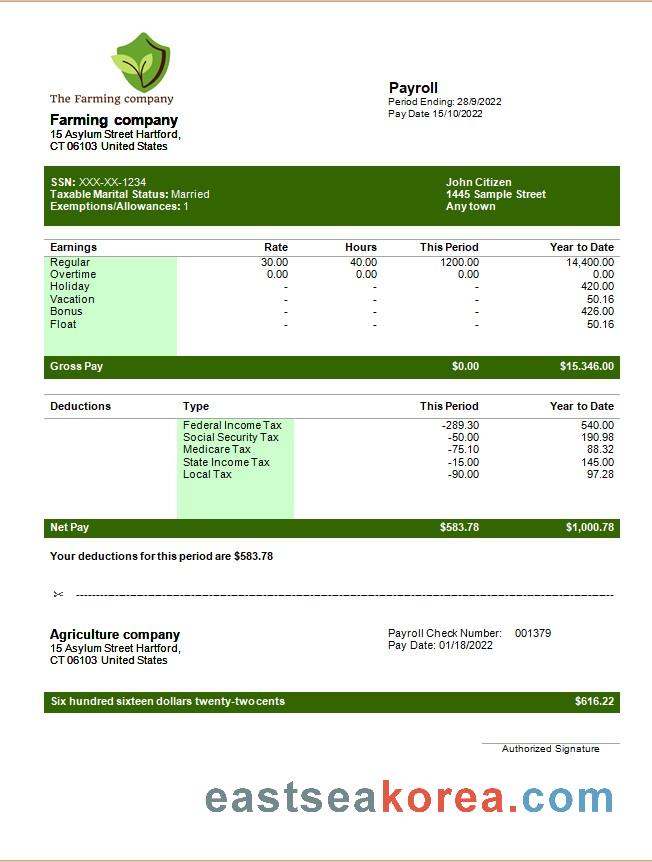 The Farming company
Farming company
15 Asylum Street Hartford,
CT 06103 United States
Payroll
Period Ending: 28/9/2022
Pay Date 15/10/2022
SSN: XXX-XX-1234
Taxable Marital Status: Married
Exemptions/Allowances: 1
John Citizen
1445 Sample Street
Any town
Earnings Rate Hours This Period Year to Date
Regular 30.00 40.00 1200.00 14,400.00
Overtime 0.00 0.00 0.00 0.00
Holiday - - - 420.00
Vacation - - - 50.16
Bonus - - - 426.00
Float - - - 50.16
Gross Pay $0.00 $15.346.00
Deductions Type This Period Year to Date
Federal Income Tax -289.30 540.00
Social Security Tax -50.00 190.98
Medicare Tax -75.10 88.32
State Income Tax -15.00 145.00
Local Tax -90.00 97.28
Net Pay $583.78 $1,000.78
Your deductions for this period are $583.78
Agriculture company
15 Asylum Street Hartford,
CT 06103 United States
Payroll Check Number: 001379
Pay Date: 01/18/2022
Six hundred sixteen dollars twenty-two cents $616.22
Authorized Signature
eastseakorea.com